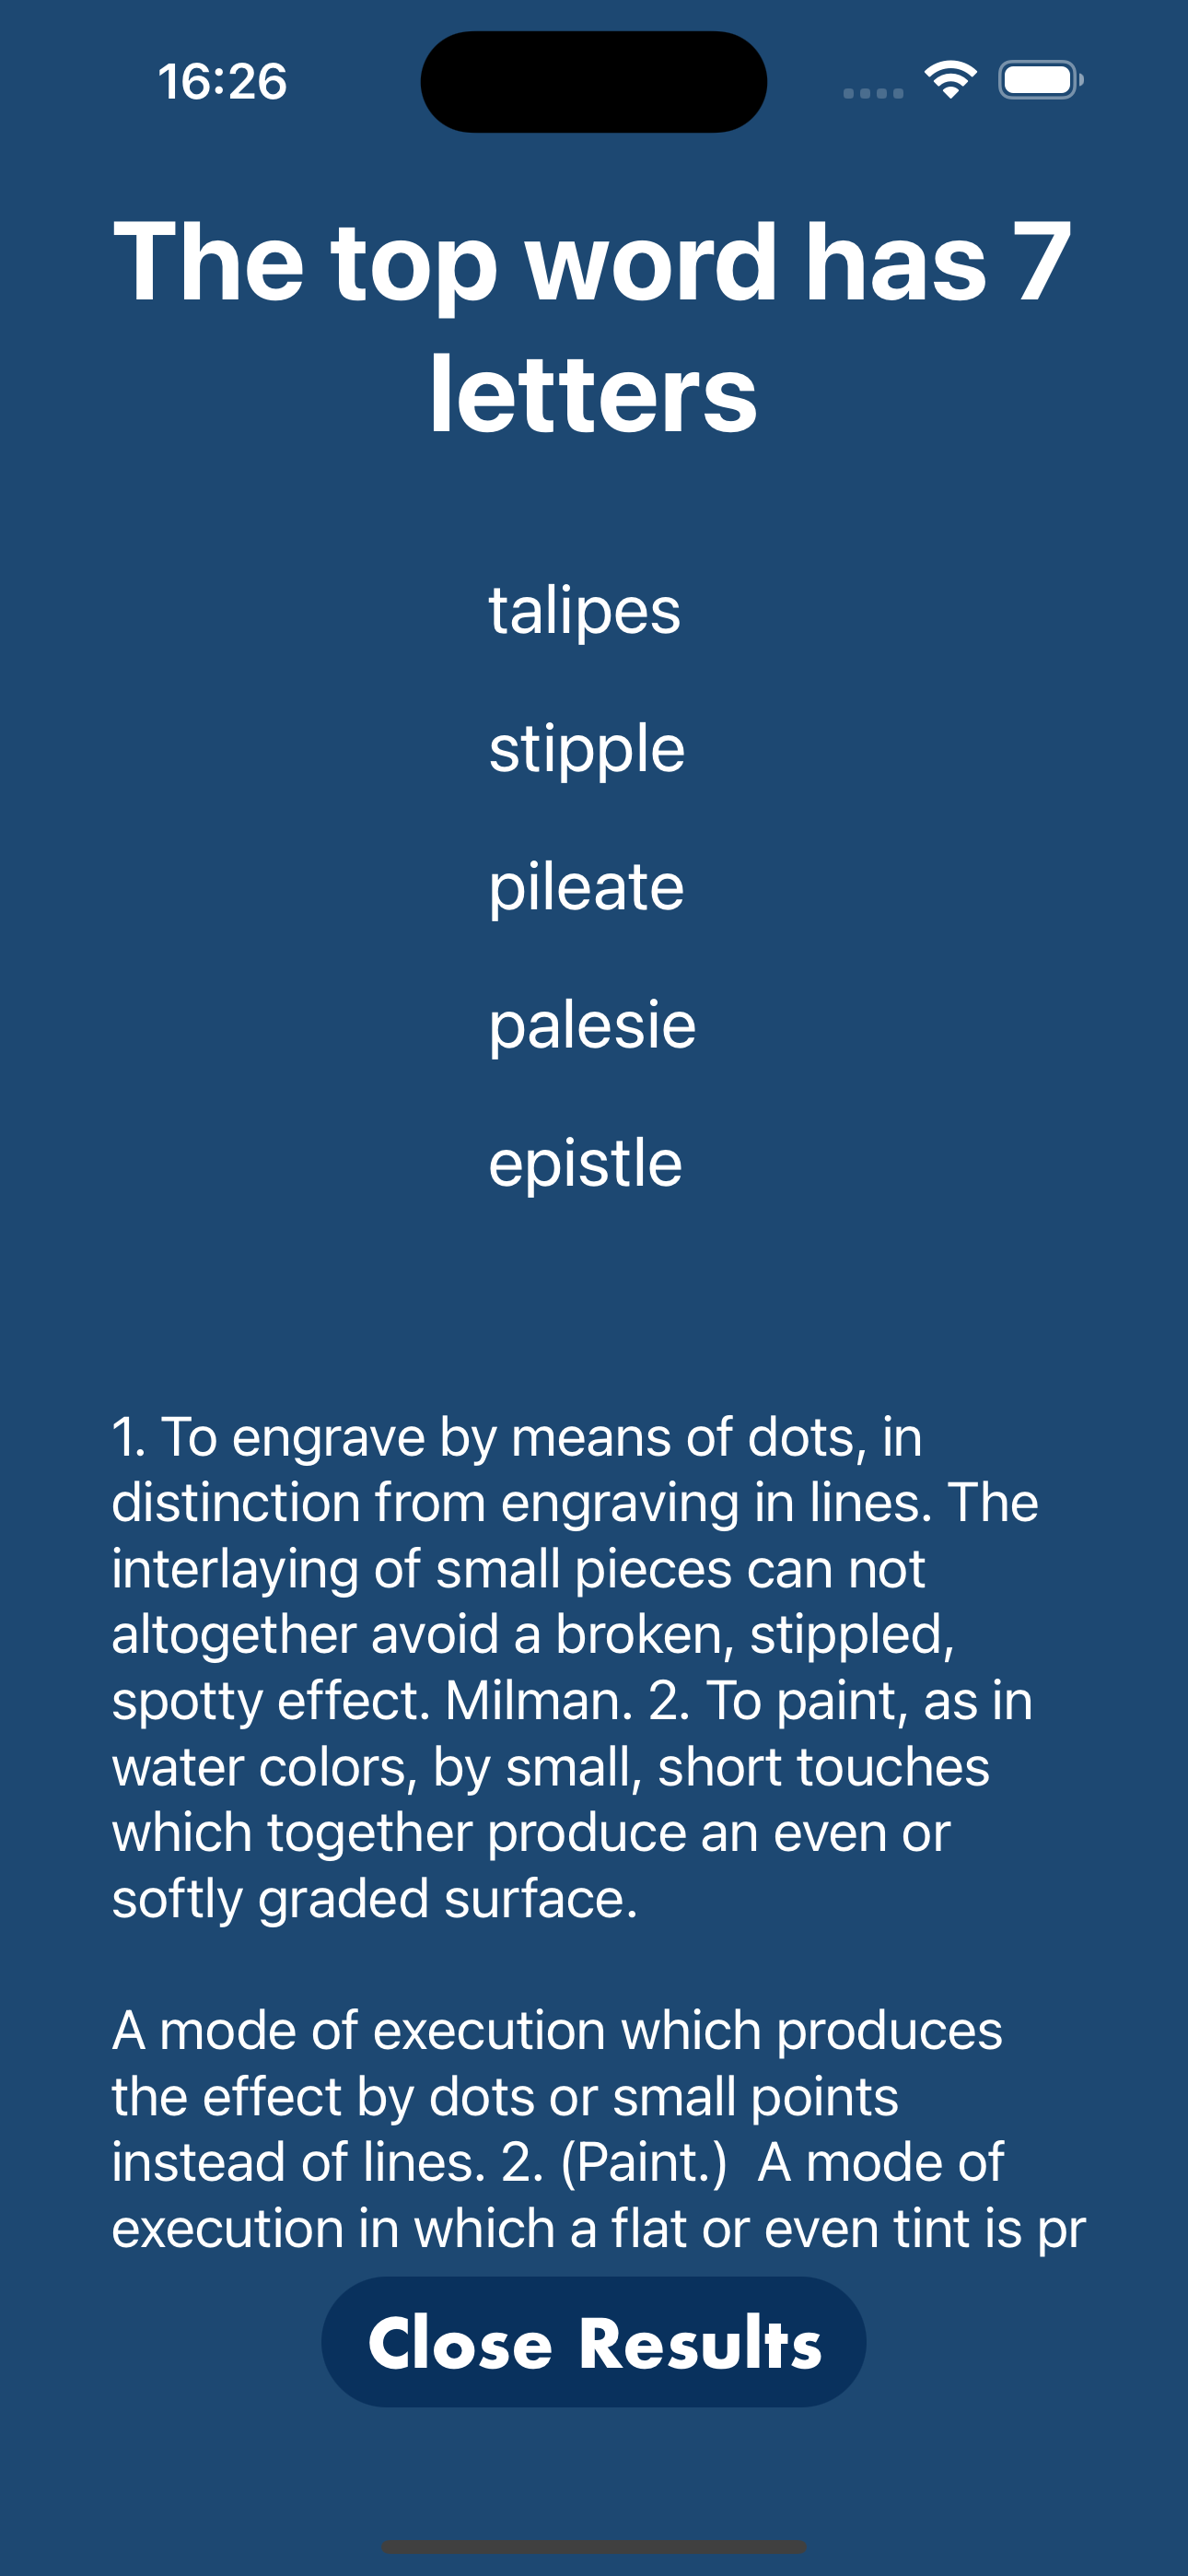 16:26
The top word has 7
letters
talipes
stipple
pileate
palesie
epistle
1. To engrave by means of dots, in
distinction from engraving in lines. The
interlaying of small pieces can not
altogether avoid a broken, stippled,
spotty effect. Milman. 2. To paint, as in
water colors, by small, short touches
which together produce an even or
softly graded surface.
A mode of execution which produces
the effect by dots or small points
instead of lines. 2. (Paint.)  A mode of
execution in which a flat or even tint is pr
Close Results